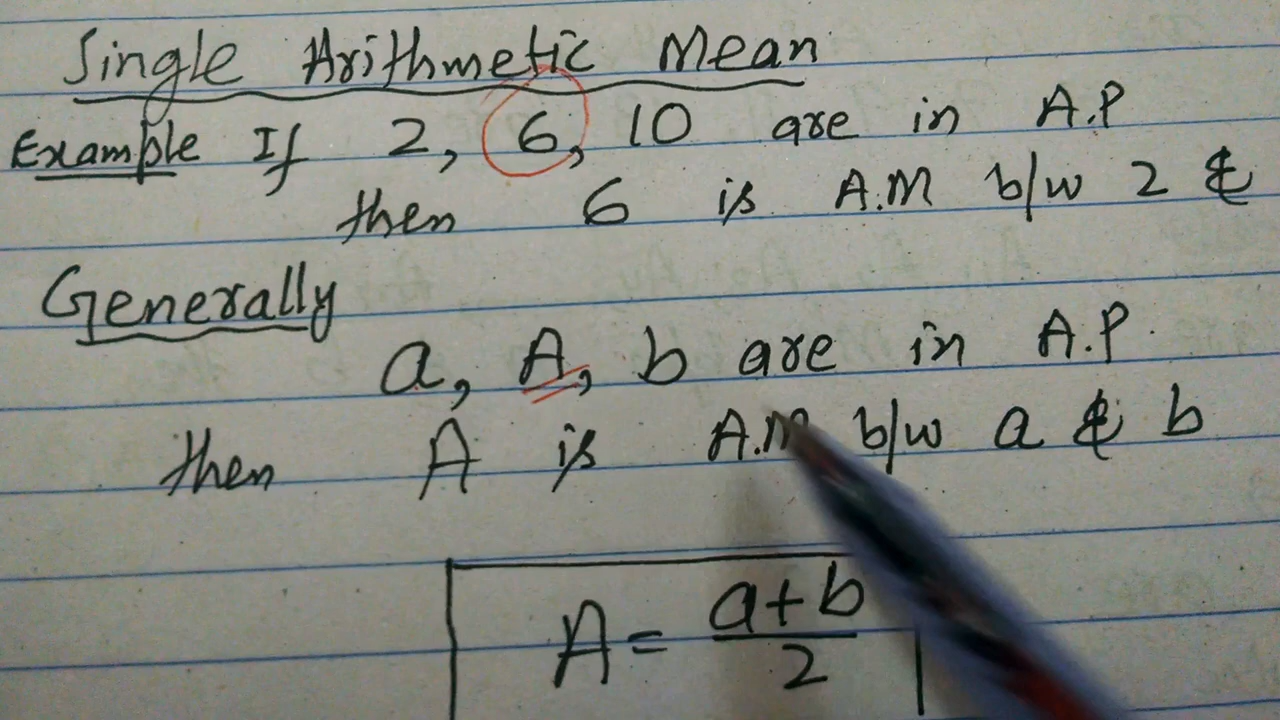 Single Arithmetic Mean
Example If 2, 6, 10 are in A.P
then 6 is A.M b/w 2 &
Generally
a, A, b are in A.P.
then A is A.M b/w a & b
A = a+b/2